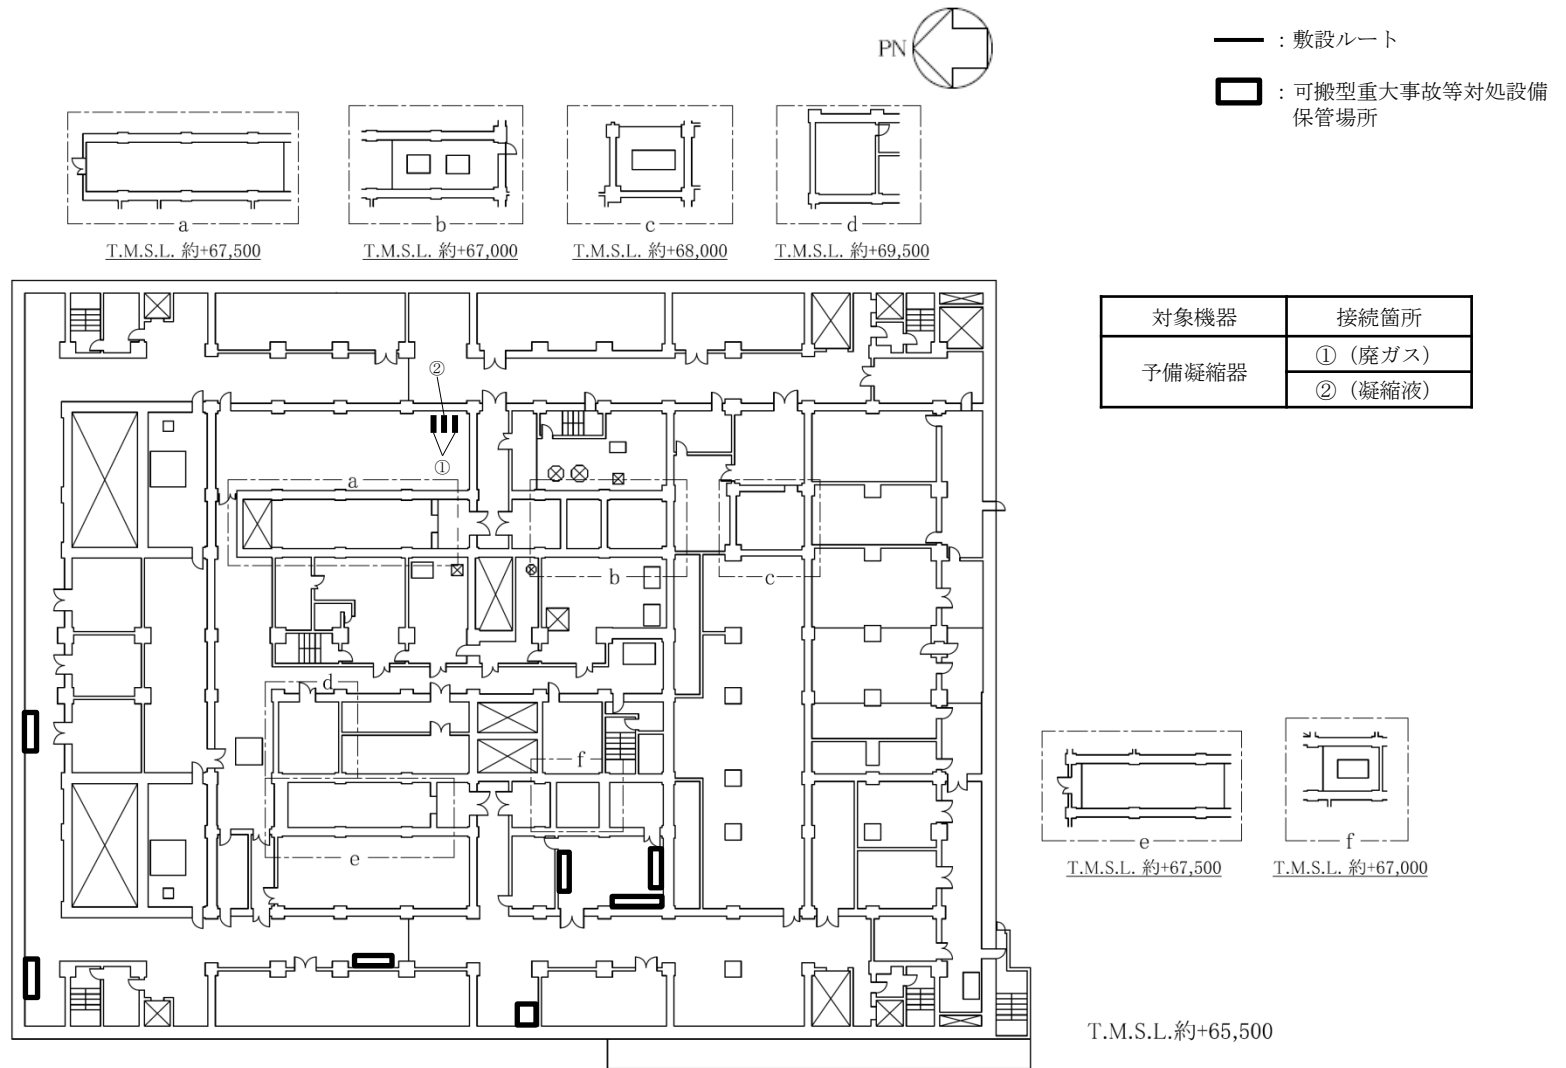 PN
：敷設ルート
：可搬型重大事故等対処設備
保管場所
a
T.M.S.L. 約+67,500
b
T.M.S.L. 約+67,000
c
T.M.S.L. 約+68,000
d
T.M.S.L. 約+69,500
対象機器 接続箇所
予備凝縮器
①（廃ガス）
②（凝縮液）
②
①
a
b
c
d
f
e
e
T.M.S.L. 約+67,500
f
T.M.S.L. 約+67,000
T.M.S.L.約+65,500